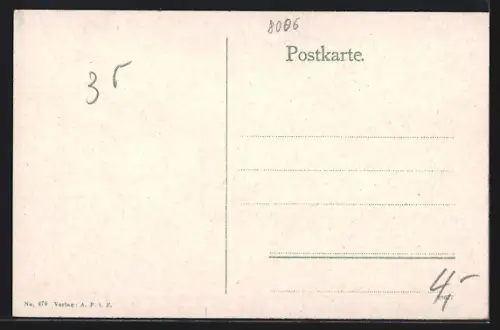 8006
Postkarte.
35
4,-
No. 479 Verlag: A. P. i. Z.